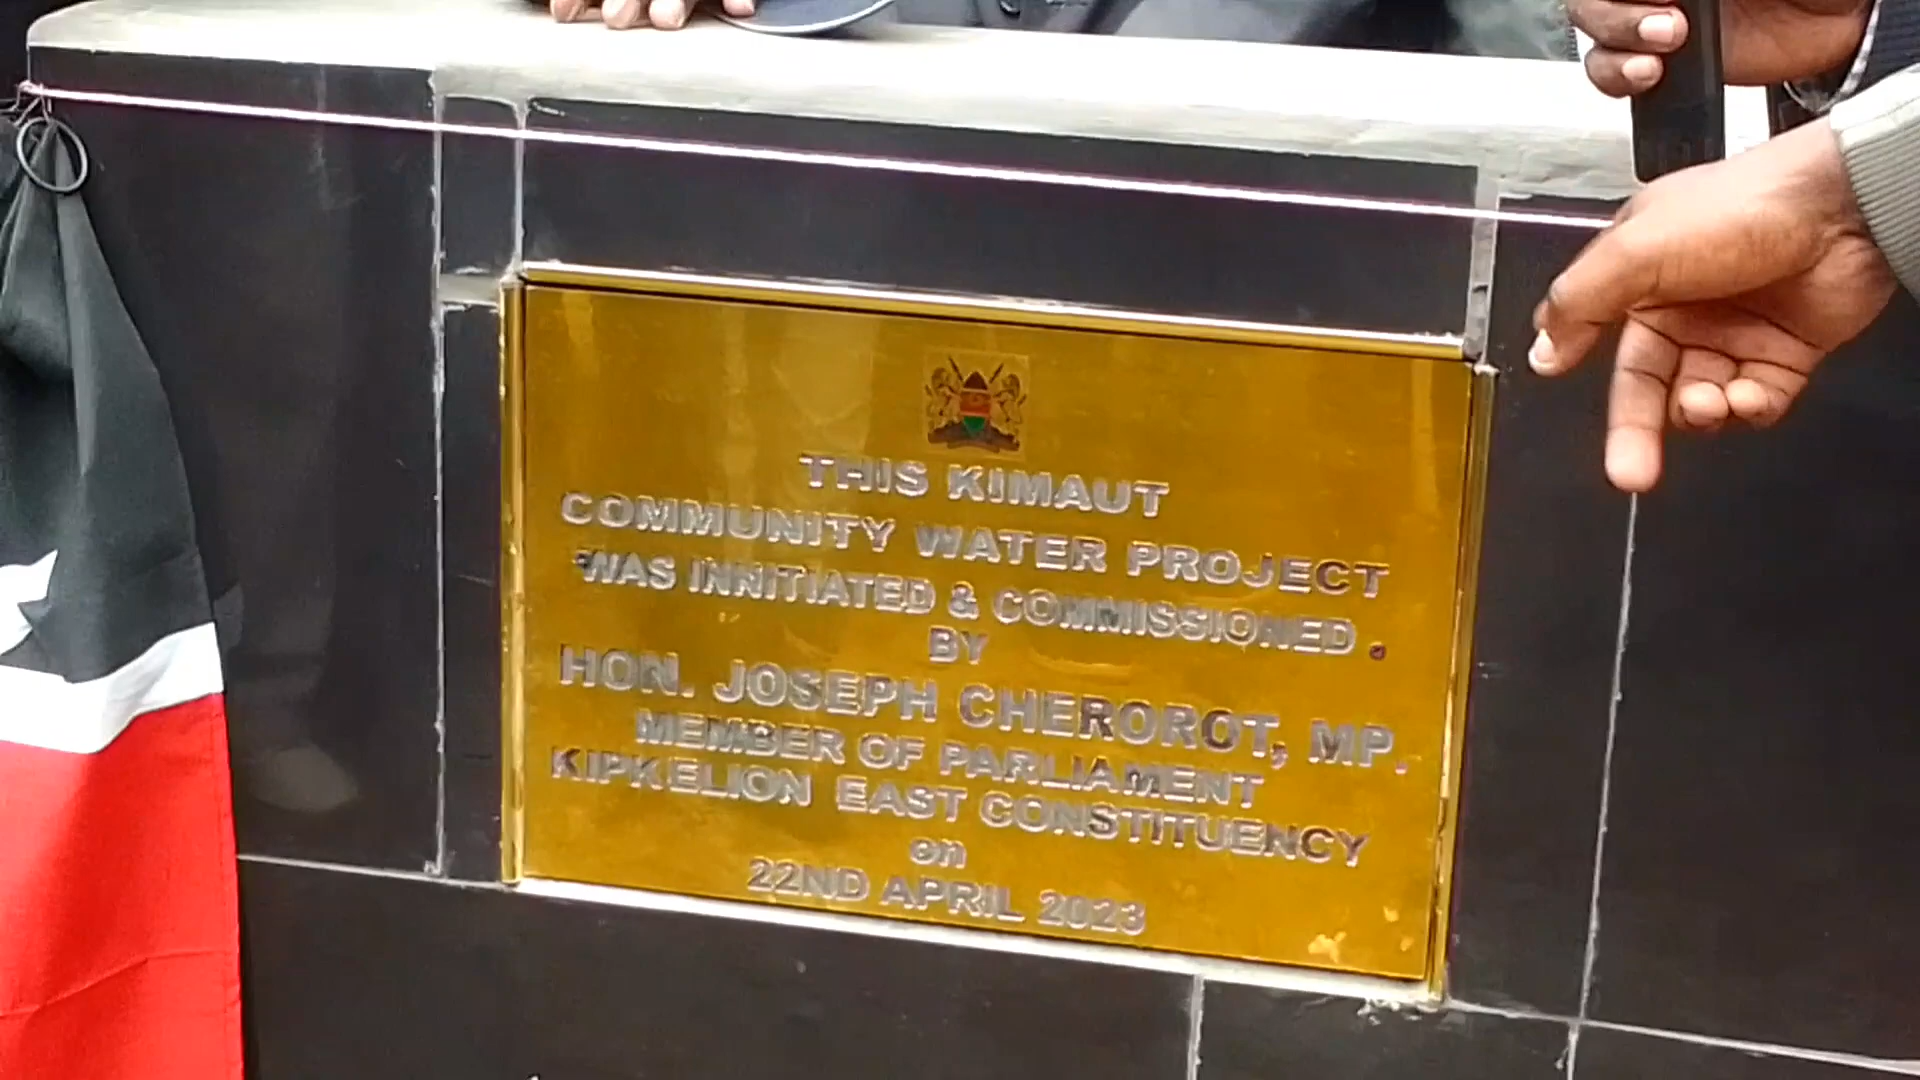 THIS KIMAUT
COMMUNITY WATER PROJECT
WAS INNITIATED & COMMISSIONED .
BY
HON. JOSEPH CHEROROT, MP.
MEMBER OF PARLIAMENT
KIPKELION EAST CONSTITUENCY
on
22ND APRIL 2023